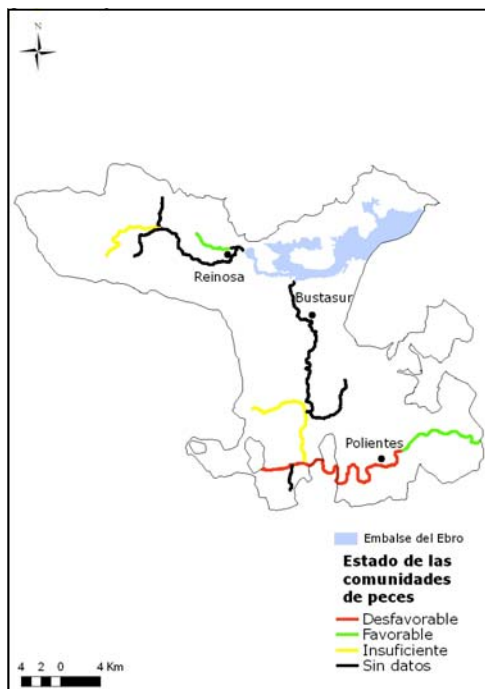 N
Reinosa
Bustasur
Polientes
Embalse del Ebro
Estado de las
comunidades
de peces
Desfavorable
Favorable
Insuficiente
Sin datos
4 2 0 4 Km